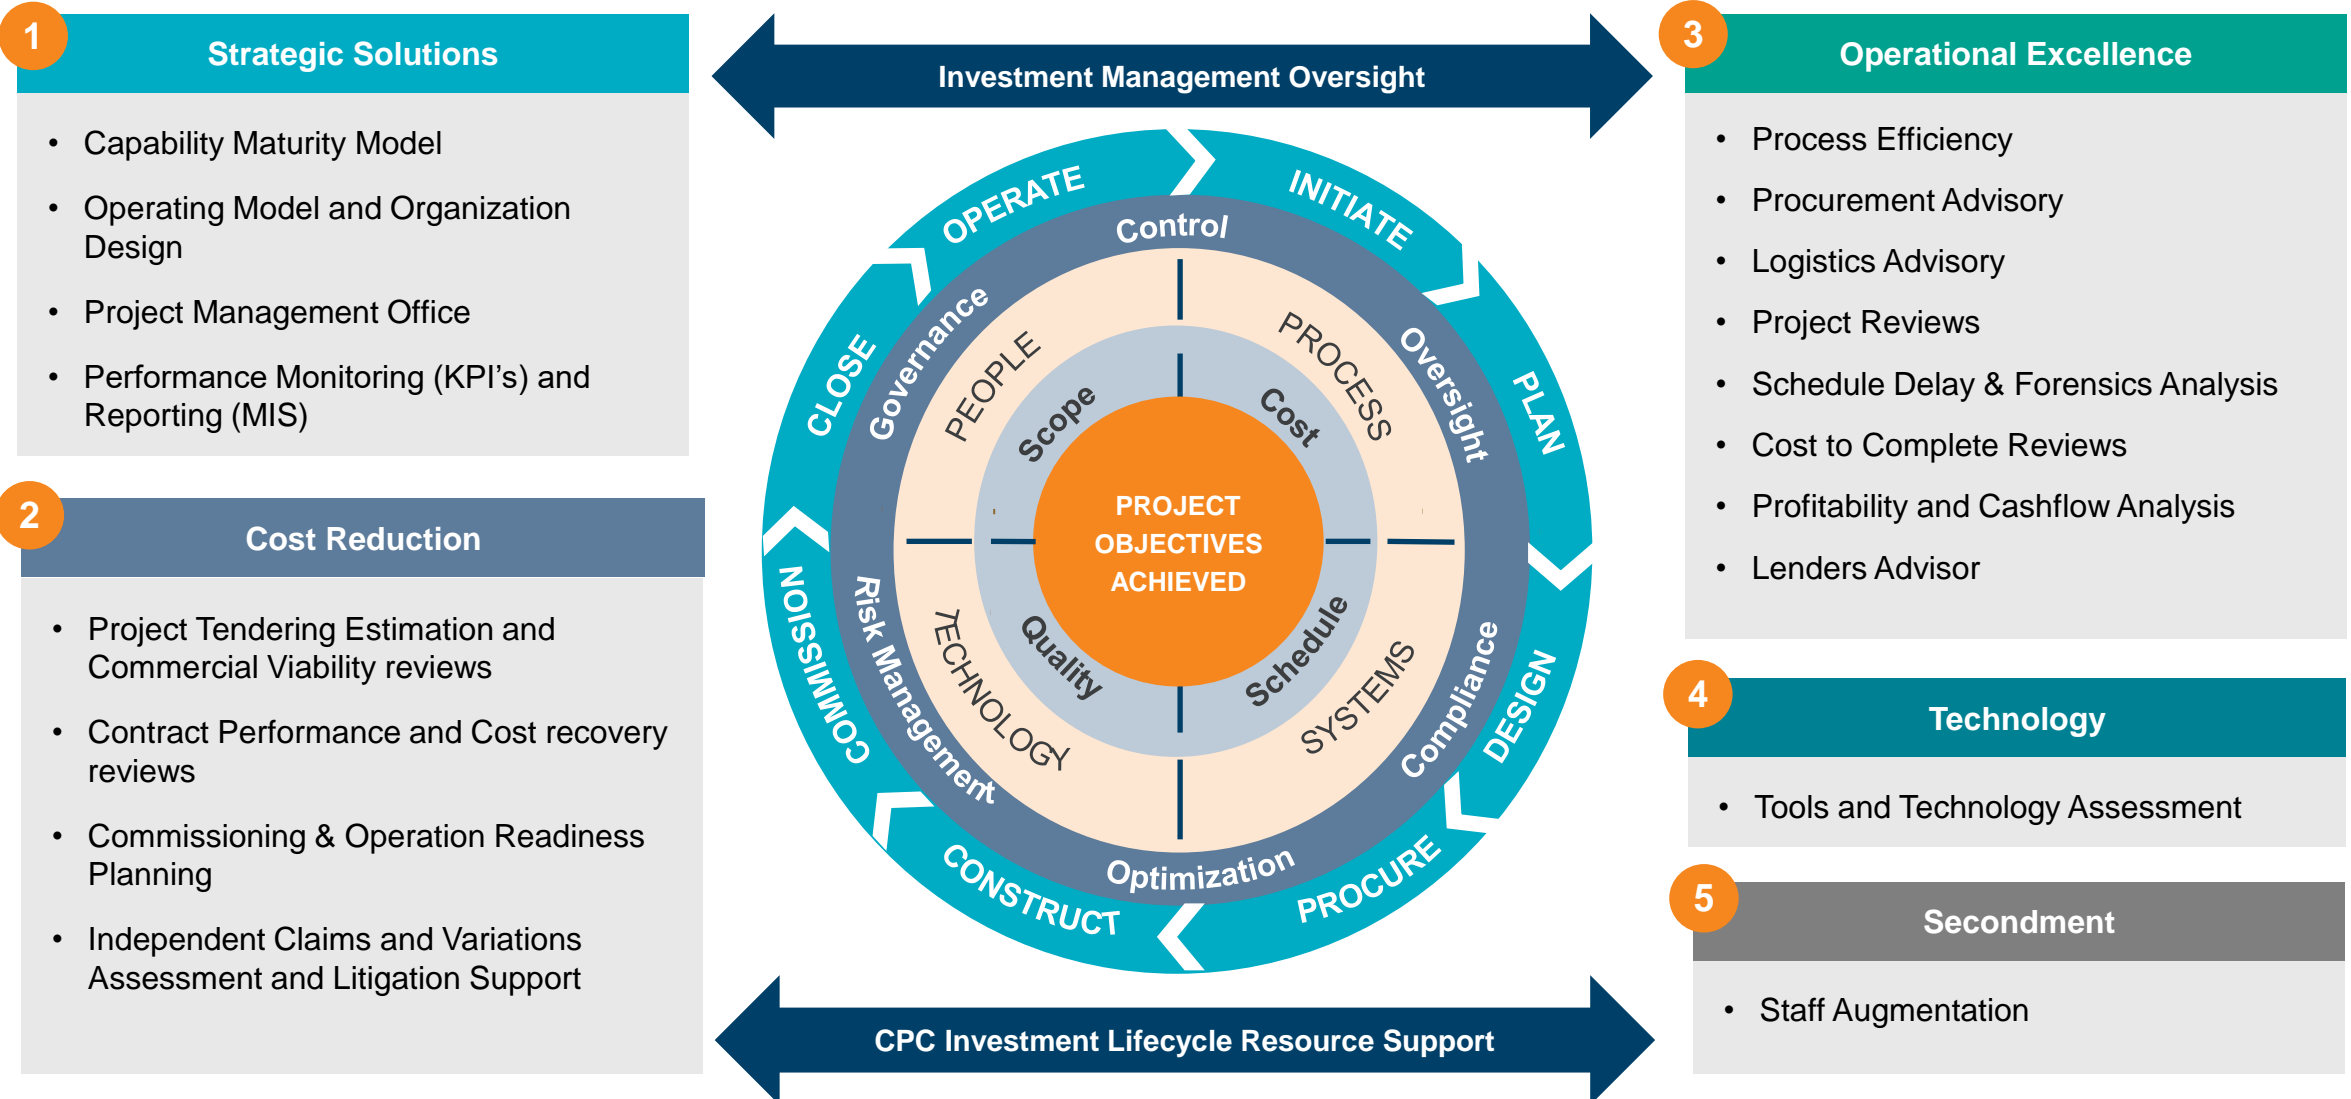 1
Strategic Solutions
• Capability Maturity Model
• Operating Model and Organization
Design
• Project Management Office
• Performance Monitoring (KPI’s) and
Reporting (MIS)
2
Cost Reduction
• Project Tendering Estimation and
Commercial Viability reviews
• Contract Performance and Cost recovery
reviews
• Commissioning & Operation Readiness
Planning
• Independent Claims and Variations
Assessment and Litigation Support
Investment Management Oversight
INITIATE
PLAN
DESIGN
PROCURE
CONSTRUCT
COMMISSION
CLOSE
OPERATE
Control
Oversight
Compliance
Optimization
Risk Management
Governance
PEOPLE
PROCESS
SYSTEMS
TECHNOLOGY
Scope
Cost
Schedule
Quality
PROJECT
OBJECTIVES
ACHIEVED
CPC Investment Lifecycle Resource Support
3
Operational Excellence
• Process Efficiency
• Procurement Advisory
• Logistics Advisory
• Project Reviews
• Schedule Delay & Forensics Analysis
• Cost to Complete Reviews
• Profitability and Cashflow Analysis
• Lenders Advisor
4
Technology
• Tools and Technology Assessment
5
Secondment
• Staff Augmentation